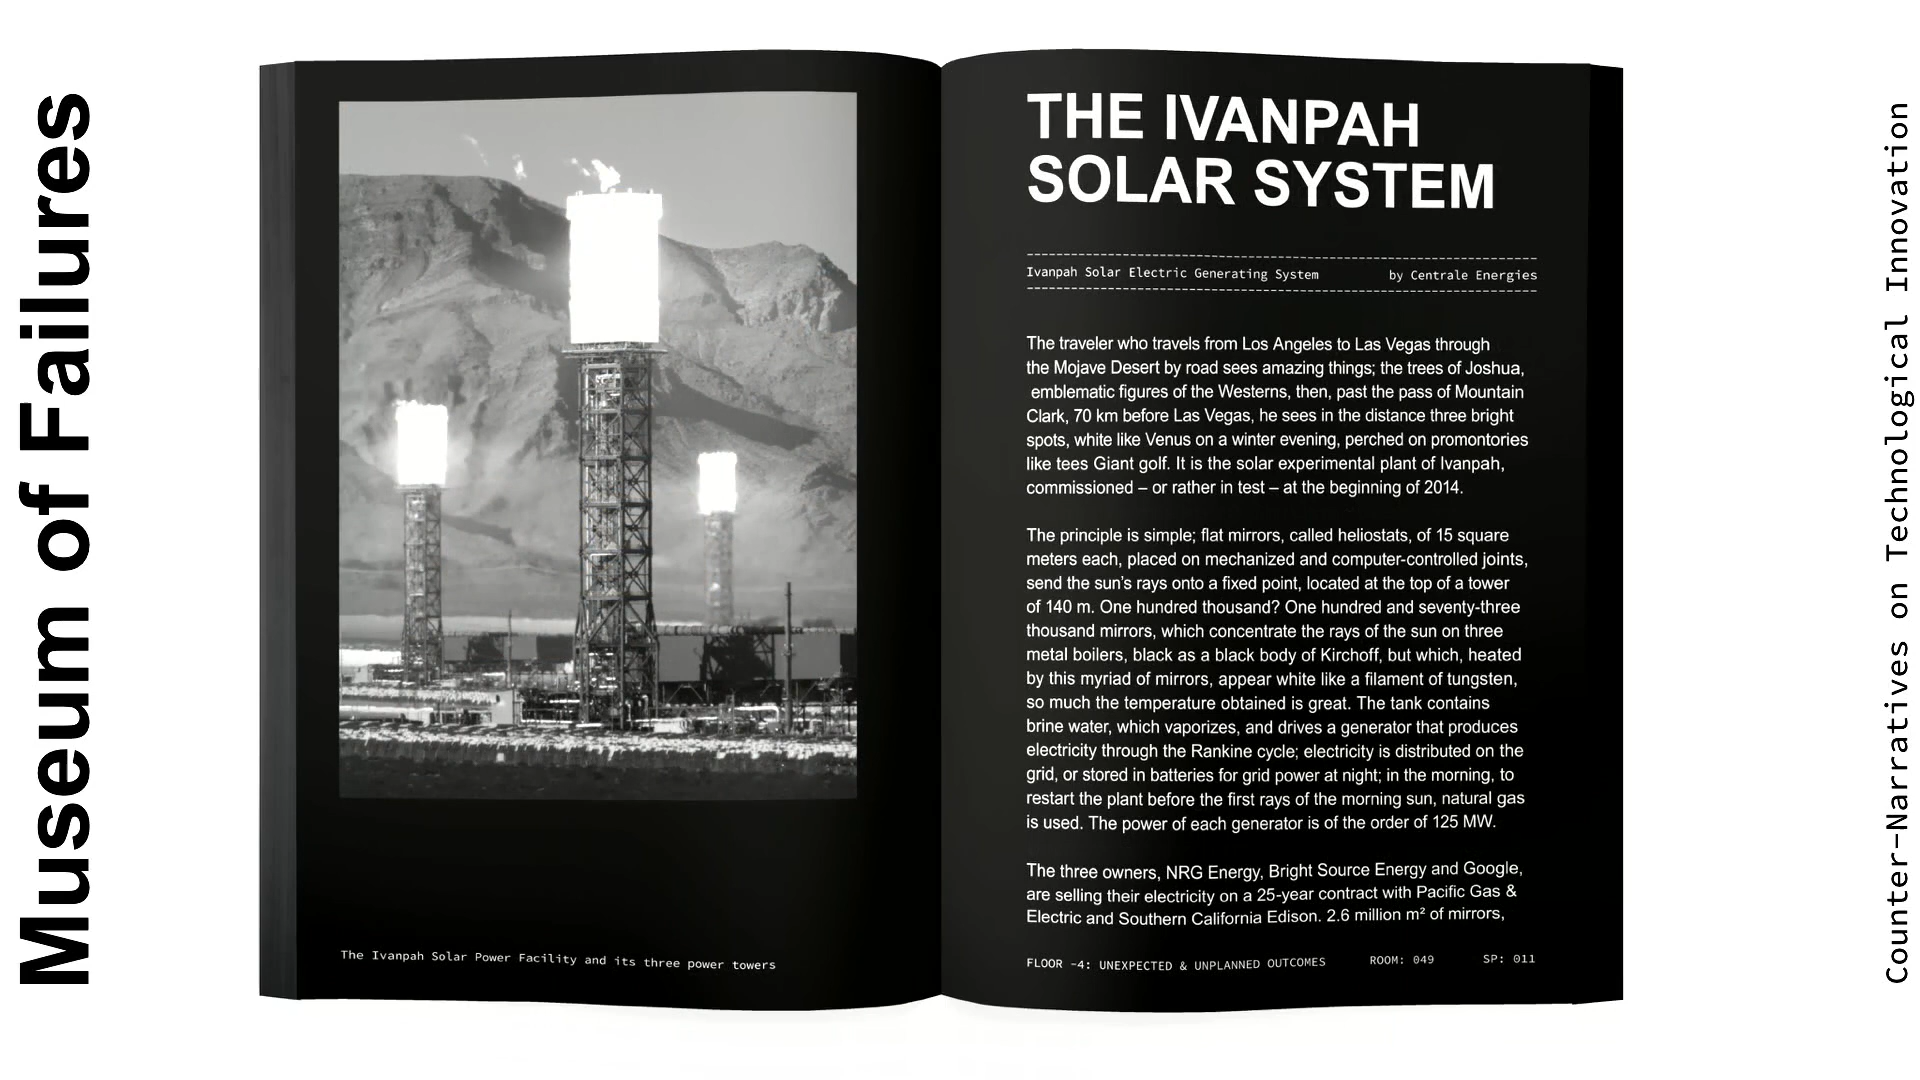 Museum of Failures
The Ivanpah Solar Power Facility and its three power towers
THE IVANPAH
SOLAR SYSTEM
Ivanpah Solar Electric Generating System by Centrale Energies
The traveler who travels from Los Angeles to Las Vegas through
the Mojave Desert by road sees amazing things; the trees of Joshua,
emblematic figures of the Westerns, then, past the pass of Mountain
Clark, 70 km before Las Vegas, he sees in the distance three bright
spots, white like Venus on a winter evening, perched on promontories
like tees Giant golf. It is the solar experimental plant of Ivanpah,
commissioned – or rather in test – at the beginning of 2014.
The principle is simple; flat mirrors, called heliostats, of 15 square
meters each, placed on mechanized and computer-controlled joints,
send the sun's rays onto a fixed point, located at the top of a tower
of 140 m. One hundred thousand? One hundred and seventy-three
thousand mirrors, which concentrate the rays of the sun on three
metal boilers, black as a black body of Kirchoff, but which, heated
by this myriad of mirrors, appear white like a filament of tungsten,
so much the temperature obtained is great. The tank contains
brine water, which vaporizes, and drives a generator that produces
electricity through the Rankine cycle; electricity is distributed on the
grid, or stored in batteries for grid power at night; in the morning, to
restart the plant before the first rays of the morning sun, natural gas
is used. The power of each generator is of the order of 125 MW.
The three owners, NRG Energy, Bright Source Energy and Google,
are selling their electricity on a 25-year contract with Pacific Gas &
Electric and Southern California Edison. 2.6 million m² of mirrors,
FLOOR -4: UNEXPECTED & UNPLANNED OUTCOMES ROOM: 049 SP: 011
Counter-Narratives on Technological Innovation